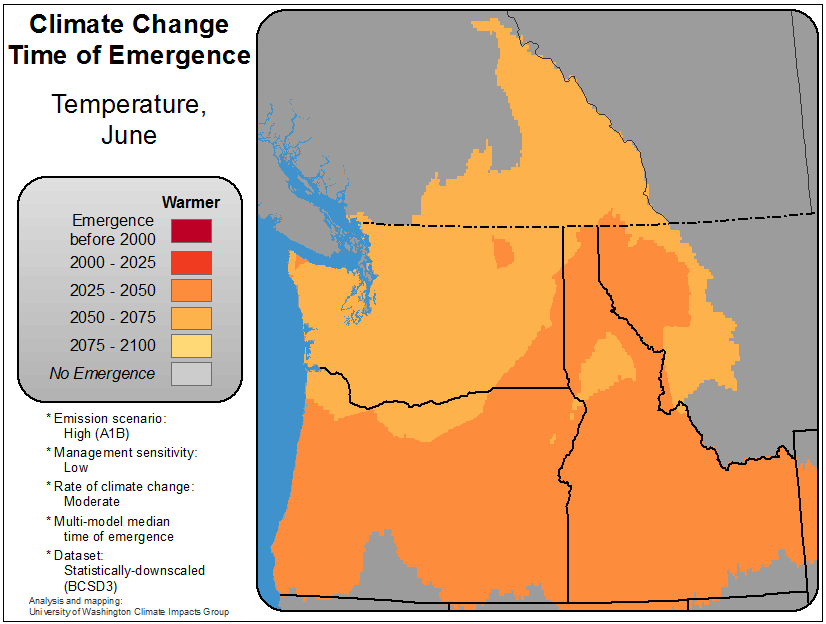 Climate Change
Time of Emergence
Temperature,
June
Warmer
Emergence
before 2000
2000 - 2025
2025 - 2050
2050 - 2075
2075 - 2100
No Emergence
* Emission scenario:
High (A1B)
* Management sensitivity:
Low
* Rate of climate change:
Moderate
* Multi-model median
time of emergence
* Dataset:
Statistically-downscaled
(BCSD3)
Analysis and mapping:
University of Washington Climate Impacts Group